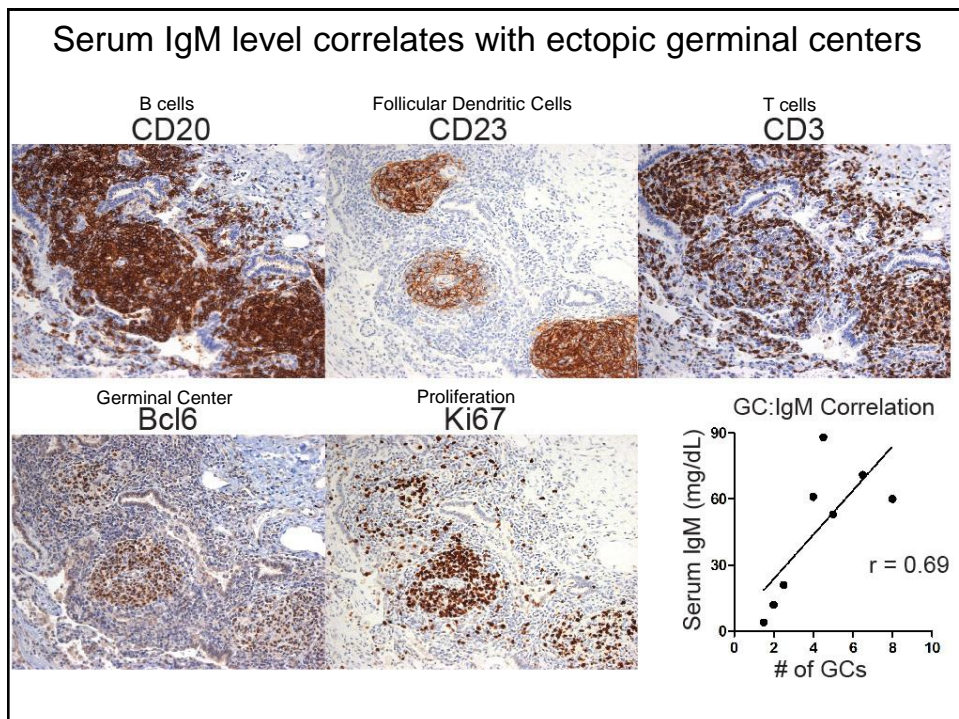 Serum IgM level correlates with ectopic germinal centers
B cells
CD20
Follicular Dendritic Cells
CD23
T cells
CD3
Germinal Center
Bcl6
Proliferation
Ki67
GC:IgM Correlation
Serum IgM (mg/dL)
90
60
30
0
r = 0.69
0 2 4 6 8 10
# of GCs